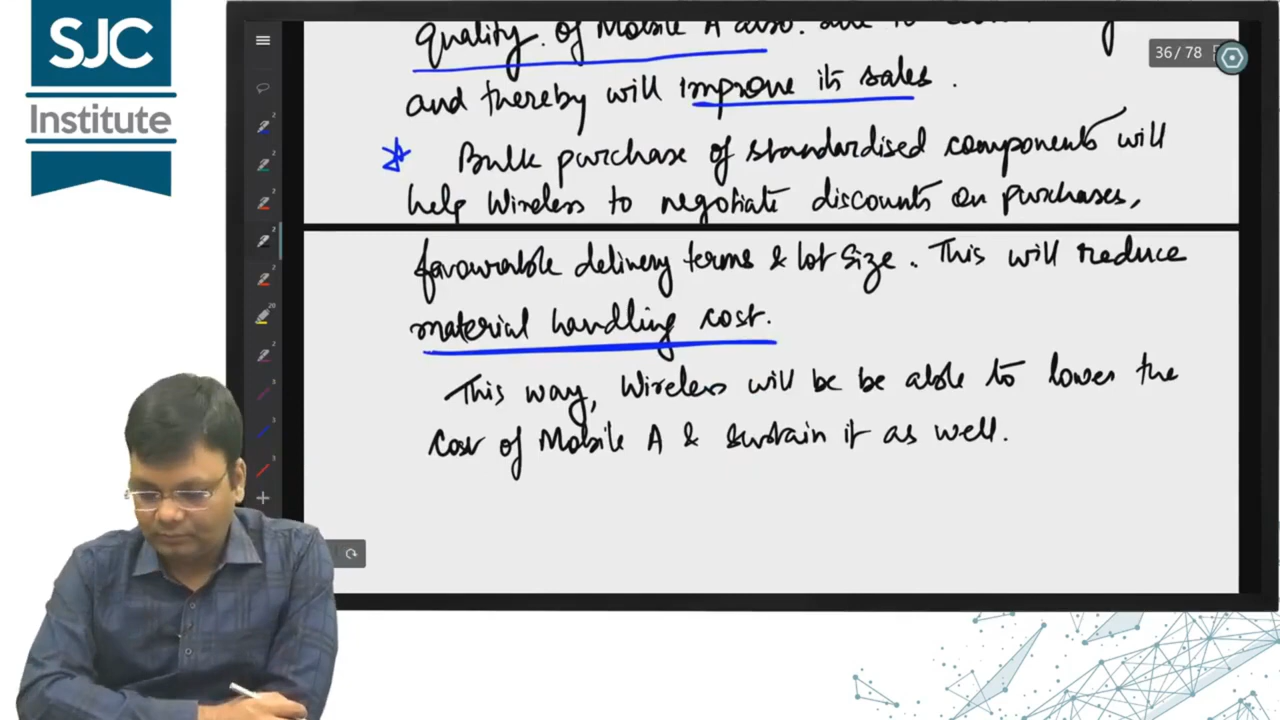 SJC
Institute
36 / 78
quality. of Mobile A also. due to
and thereby will improve its sales.
Bulk purchase of standardised components will
help Wireless to negotiate discounts on purchases,
favourable delivery terms & lot size. This will reduce
material handling cost.
This way, Wireless will be be able to lower the
cost of Mobile A & sustain it as well.